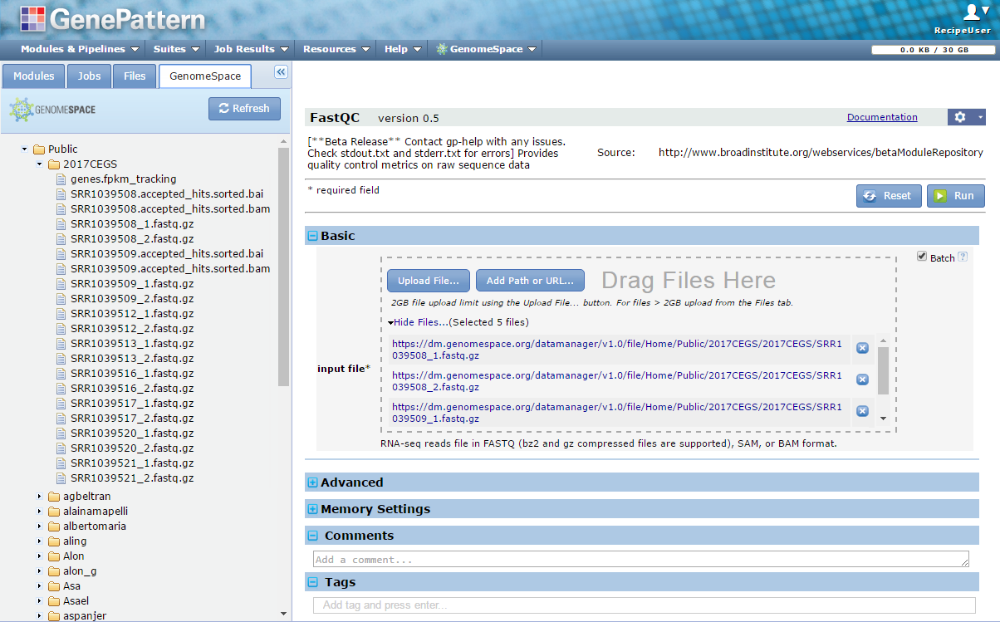 GenePattern
RecipeUser
Modules & Pipelines Suites Job Results Resources Help GenomeSpace
0.0 KB / 30 GB
Modules Jobs Files GenomeSpace
GENOMESPACE Refresh
Public
2017CEGS
genes.fpkm_tracking
SRR1039508.accepted_hits.sorted.bai
SRR1039508.accepted_hits.sorted.bam
SRR1039508_1.fastq.gz
SRR1039508_2.fastq.gz
SRR1039509.accepted_hits.sorted.bai
SRR1039509.accepted_hits.sorted.bam
SRR1039509_1.fastq.gz
SRR1039509_2.fastq.gz
SRR1039512_1.fastq.gz
SRR1039512_2.fastq.gz
SRR1039513_1.fastq.gz
SRR1039513_2.fastq.gz
SRR1039516_1.fastq.gz
SRR1039516_2.fastq.gz
SRR1039517_1.fastq.gz
SRR1039517_2.fastq.gz
SRR1039520_1.fastq.gz
SRR1039520_2.fastq.gz
SRR1039521_1.fastq.gz
SRR1039521_2.fastq.gz
agbeltran
alainamapelli
albertomaria
aling
Alon
alon_g
Asa
Asael
aspanjer
FastQC version 0.5 Documentation
[**Beta Release** Contact gp-help with any issues.
Check stdout.txt and stderr.txt for errors] Provides
quality control metrics on raw sequence data
Source: http://www.broadinstitute.org/webservices/betaModuleRepository
* required field
Reset Run
Basic
Batch ?
Upload File... Add Path or URL... Drag Files Here
2GB file upload limit using the Upload File... button. For files > 2GB upload from the Files tab.
Hide Files...(Selected 5 files)
input file*
https://dm.genomespace.org/datamanager/v1.0/file/Home/Public/2017CEGS/2017CEGS/SRR1
039508_1.fastq.gz
https://dm.genomespace.org/datamanager/v1.0/file/Home/Public/2017CEGS/2017CEGS/SRR1
039508_2.fastq.gz
https://dm.genomespace.org/datamanager/v1.0/file/Home/Public/2017CEGS/2017CEGS/SRR1
039509_1.fastq.gz
RNA-seq reads file in FASTQ (bz2 and gz compressed files are supported), SAM, or BAM format.
Advanced
Memory Settings
Comments
Add a comment...
Tags
Add tag and press enter...